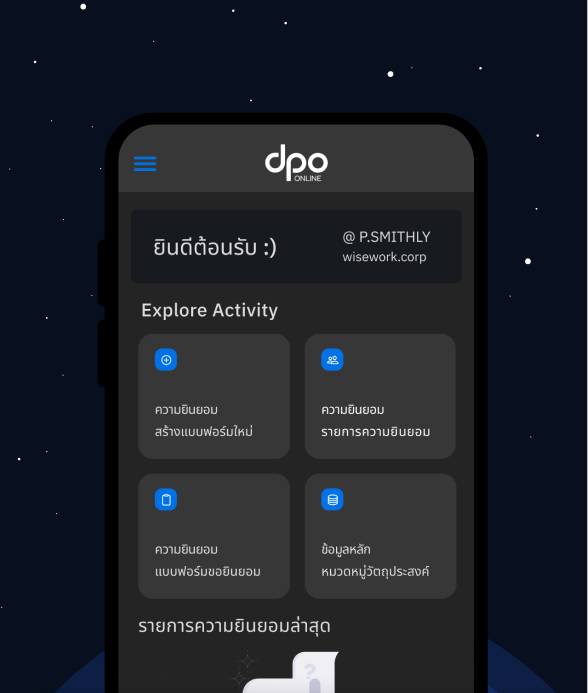 dpo
ONLINE
ยินดีต้อนรับ :)
@ P.SMITHLY
wisework.corp
Explore Activity
ความยินยอม
สร้างแบบฟอร์มใหม่
ความยินยอม
รายการความยินยอม
ความยินยอม
แบบฟอร์มขอยินยอม
ข้อมูลหลัก
หมวดหมู่วัตถุประสงค์
รายการความยินยอมล่าสุด
?